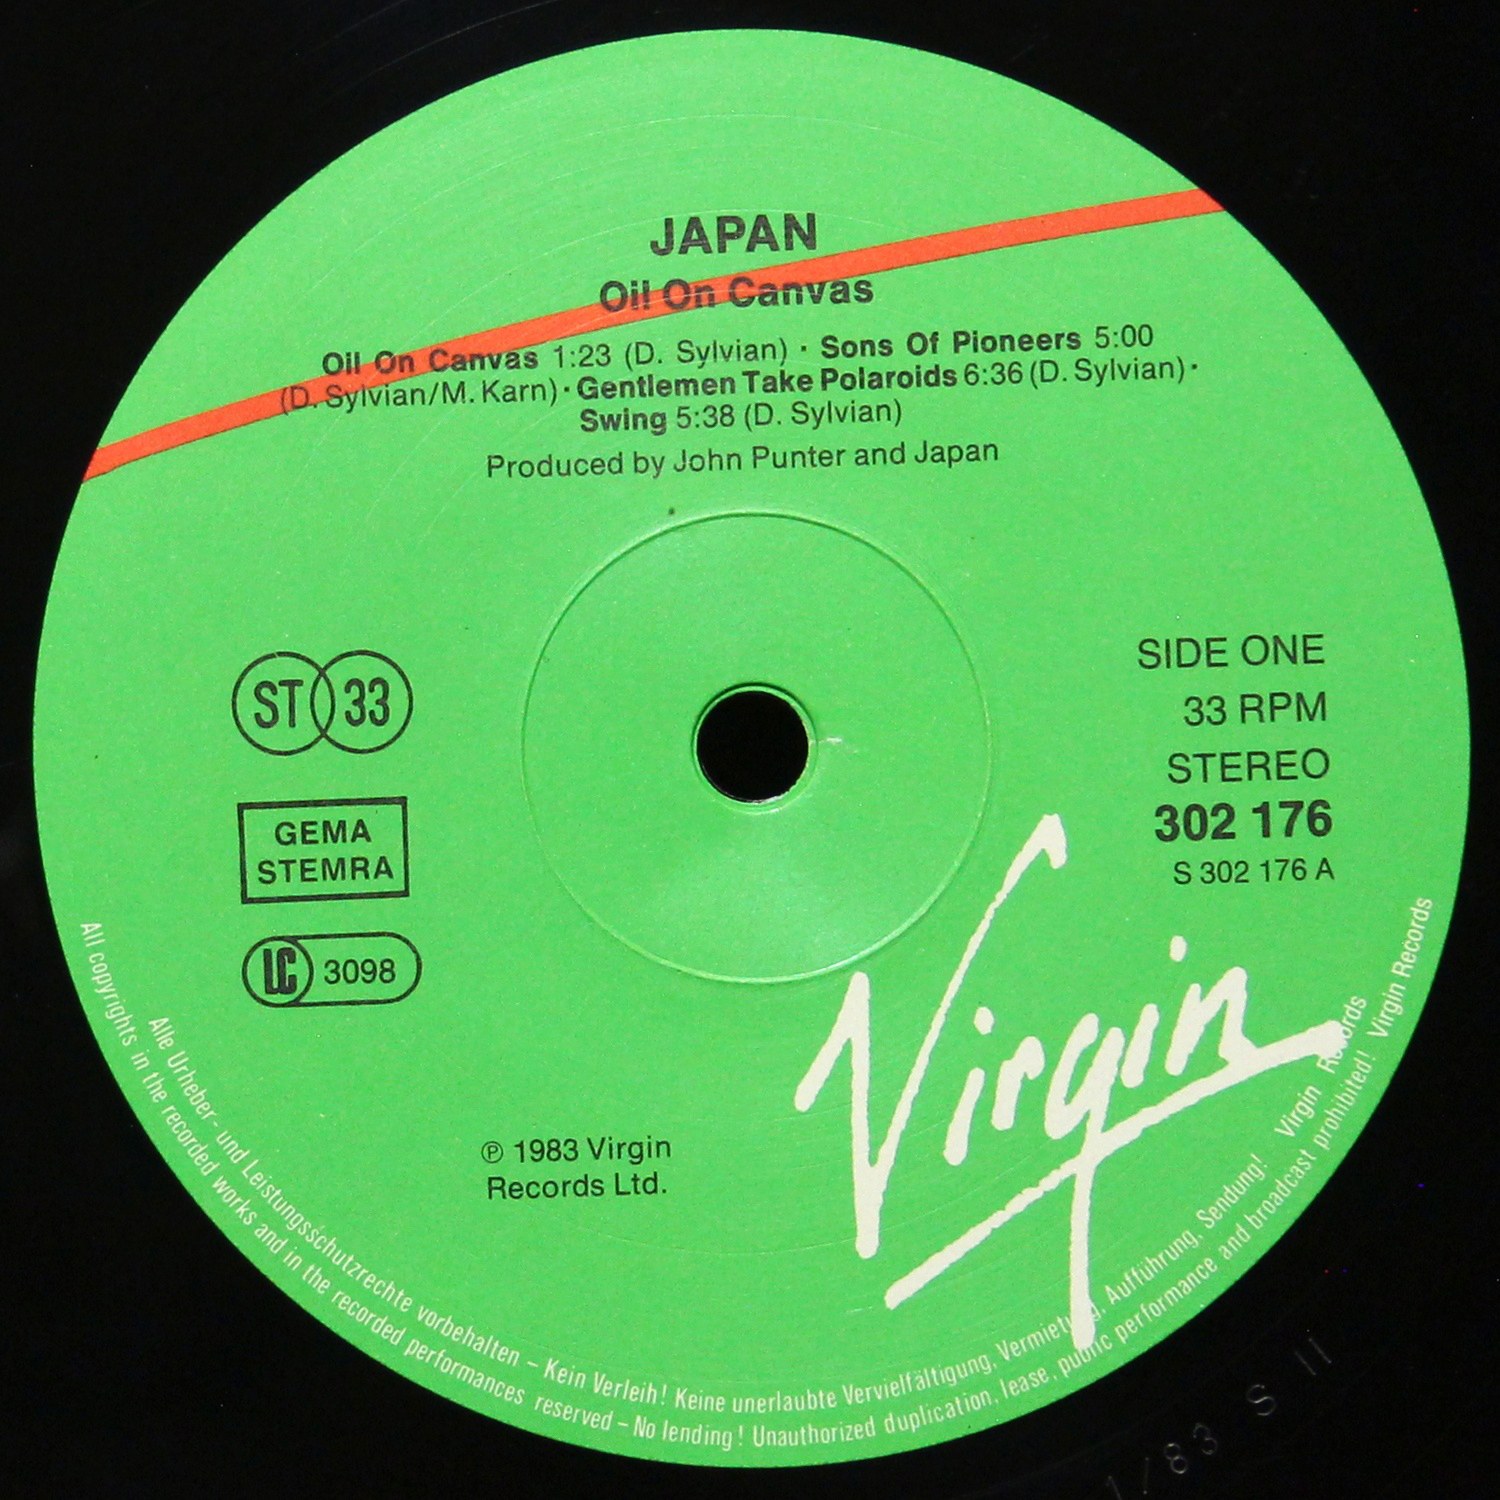 JAPAN
Oil On Canvas
Oil On Canvas 1:23 (D. Sylvian) · Sons Of Pioneers 5:00
(D. Sylvian/M. Karn) · Gentlemen Take Polaroids 6:36 (D. Sylvian) ·
Swing 5:38 (D. Sylvian)
Produced by John Punter and Japan
ST 33
GEMA
STEMRA
LC 3098
SIDE ONE
33 RPM
STEREO
302 176
S 302 176 A
Virgin
℗ 1983 Virgin
Records Ltd.
Alle Urheber- und Leistungsschutzrechte vorbehalten – Kein Verleih! Keine unerlaubte Vervielfältigung, Vermietung, Aufführung, Sendung! Virgin Records
All copyrights in the recorded works and in the recorded performances reserved – No lending! Unauthorized duplication, lease, public performance and broadcast prohibited! Virgin Records
1/83 S II